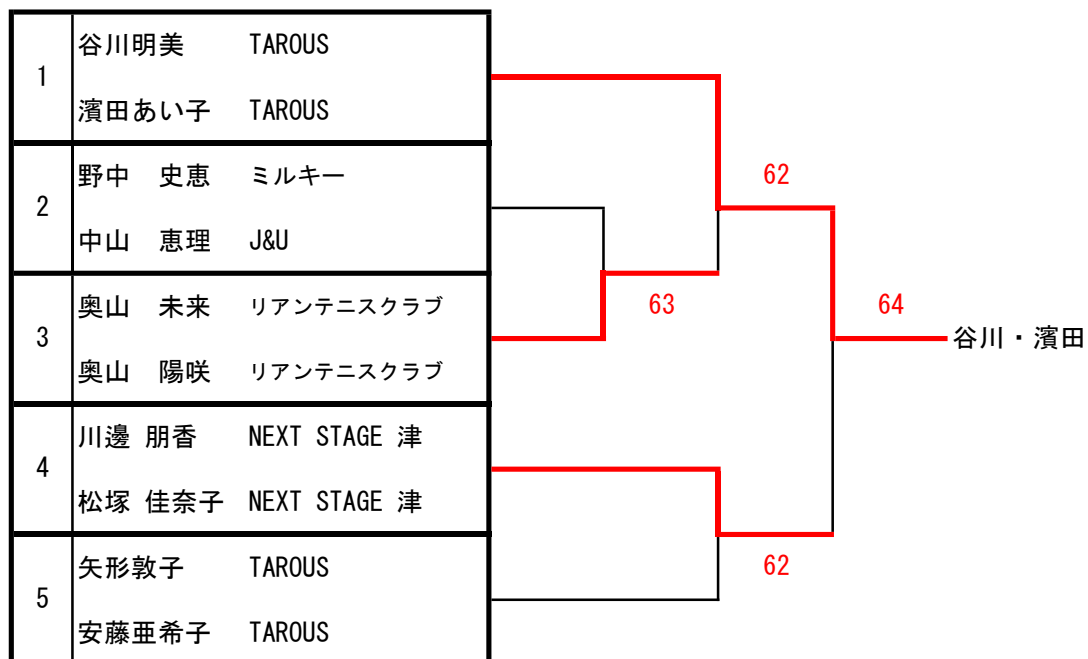 1
谷川明美 TAROUS
濱田あい子 TAROUS
2
野中 史恵 ミルキー
中山 恵理 J&U
3
奥山 未来 リアンテニスクラブ
奥山 陽咲 リアンテニスクラブ
4
川邊 朋香 NEXT STAGE 津
松塚 佳奈子 NEXT STAGE 津
5
矢形敦子 TAROUS
安藤亜希子 TAROUS
62
63
64
谷川・濱田
62